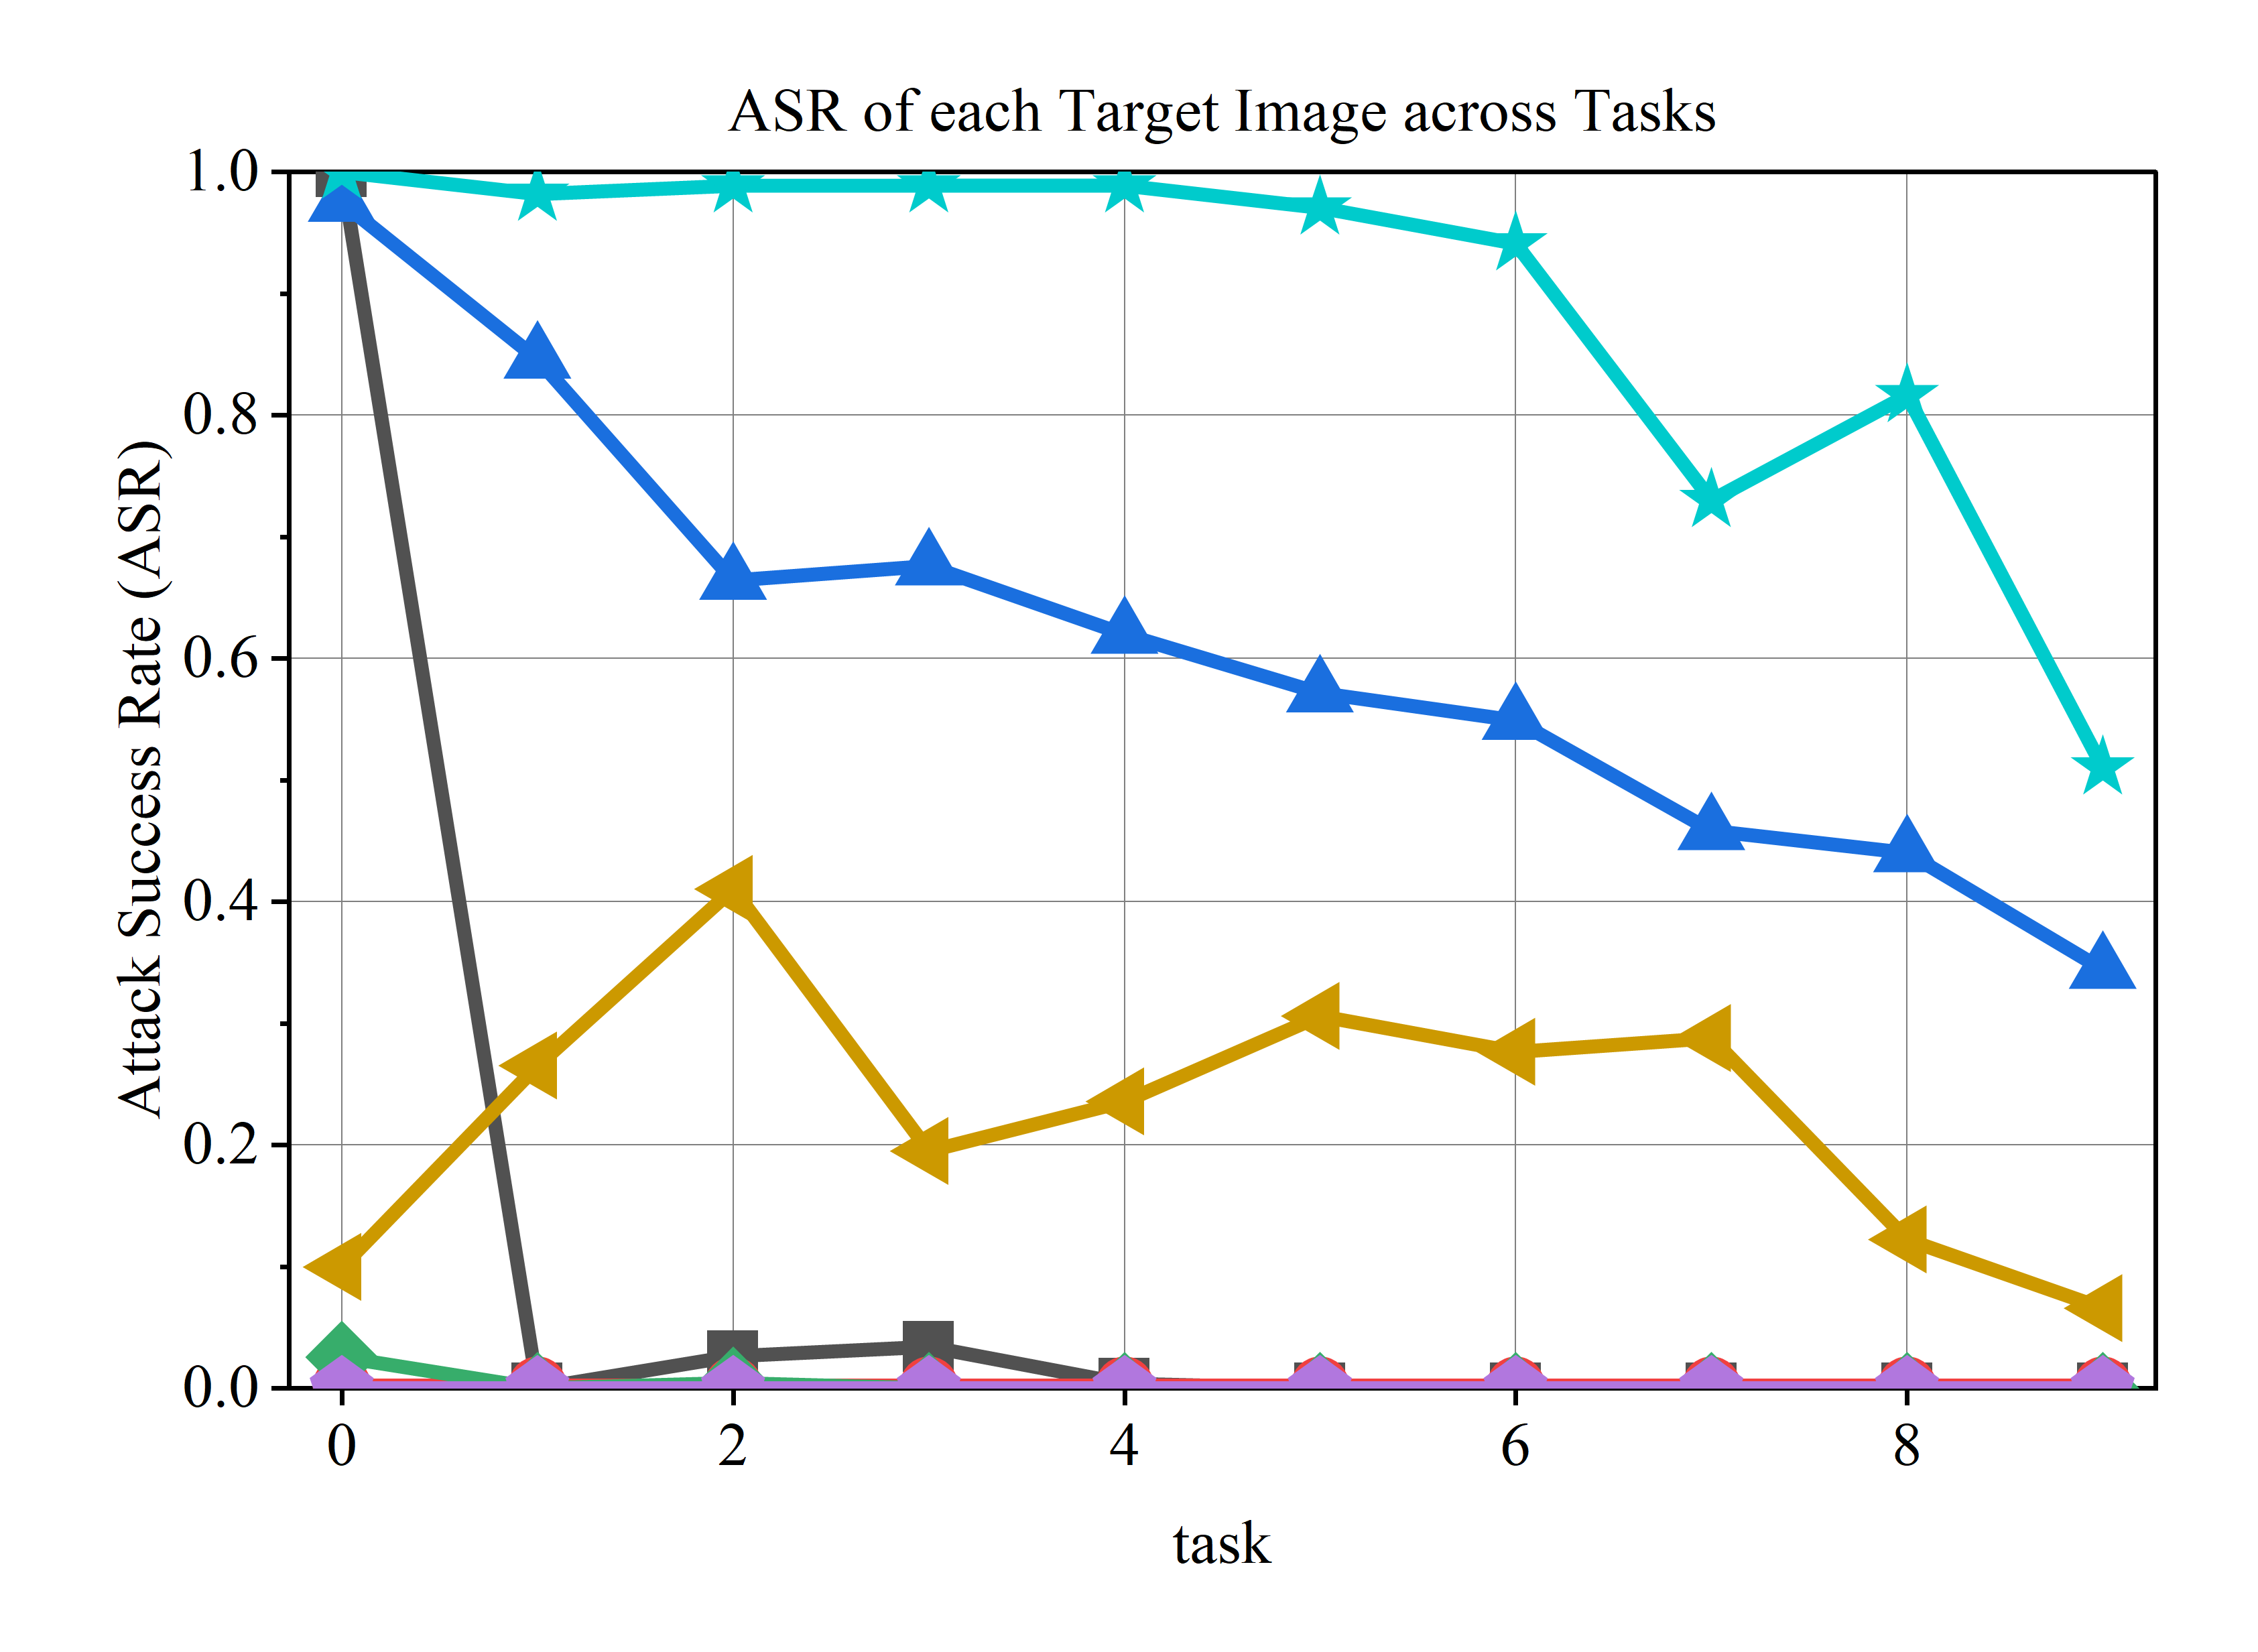 ASR of each Target Image across Tasks
Attack Success Rate (ASR)
1.0
0.8
0.6
0.4
0.2
0.0
0 2 4 6 8
task